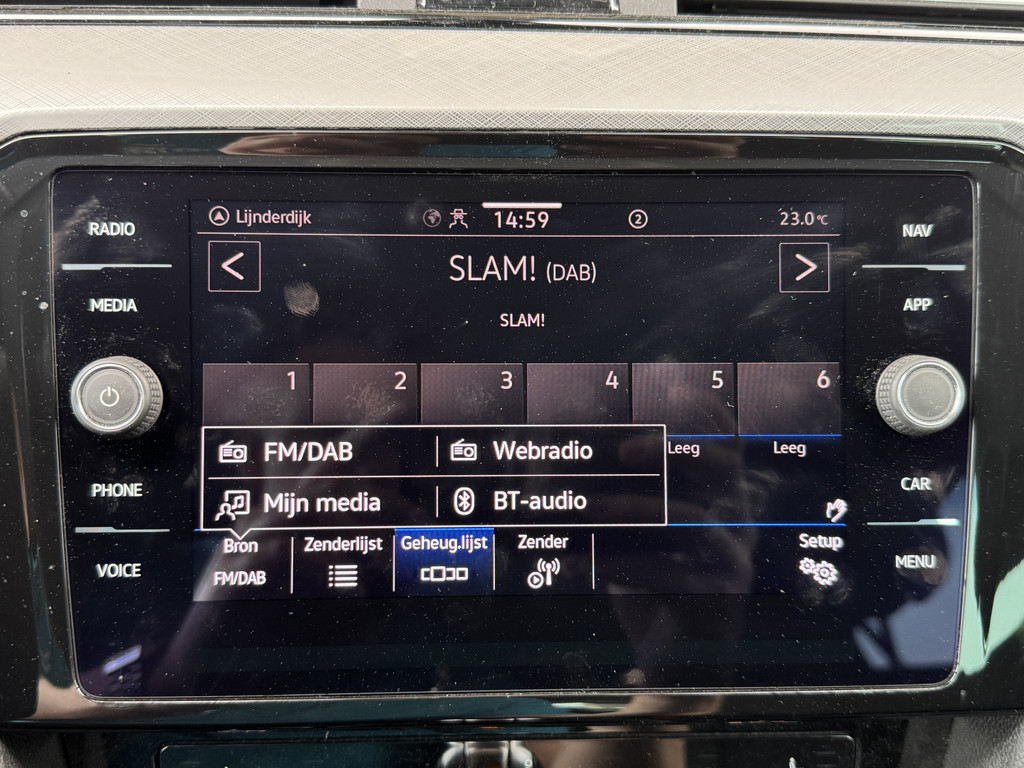 Lijnderdijk 14:59 2 23.0°C
RADIO
MEDIA
PHONE
VOICE
< SLAM! (DAB) >
SLAM!
1 2 3 4 5 6
Leeg Leeg
FM/DAB Webradio
Mijn media BT-audio
Bron Zenderlijst Geheug.lijst Zender Setup
FM/DAB
NAV
APP
CAR
MENU